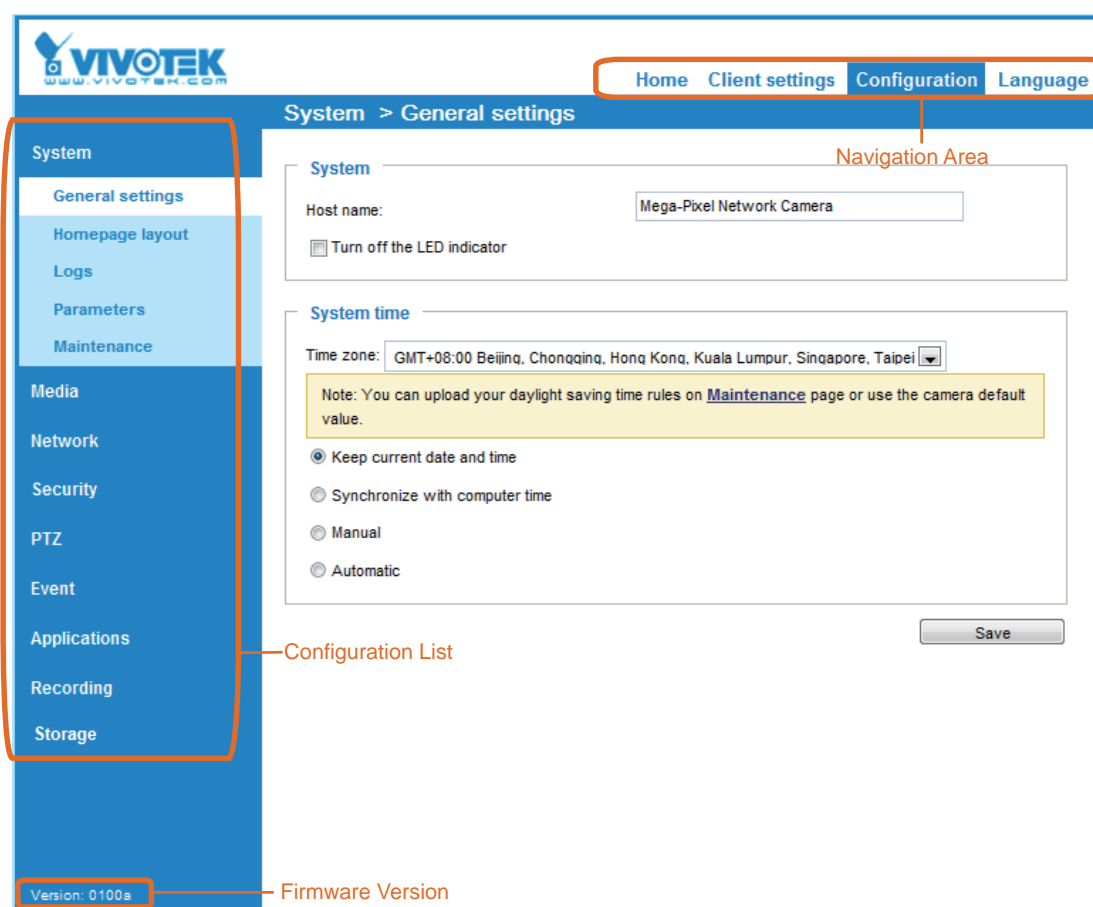 VIVOTEK
www.vivotek.com
Home Client settings Configuration Language
System > General settings
Navigation Area
System
General settings
Homepage layout
Logs
Parameters
Maintenance
Media
Network
Security
PTZ
Event
Applications
Recording
Storage
Configuration List
Version: 0100a
Firmware Version
System
Host name: Mega-Pixel Network Camera
Turn off the LED indicator
System time
Time zone: GMT+08:00 Beijing, Chongqing, Hong Kong, Kuala Lumpur, Singapore, Taipei
Note: You can upload your daylight saving time rules on Maintenance page or use the camera default
value.
Keep current date and time
Synchronize with computer time
Manual
Automatic
Save